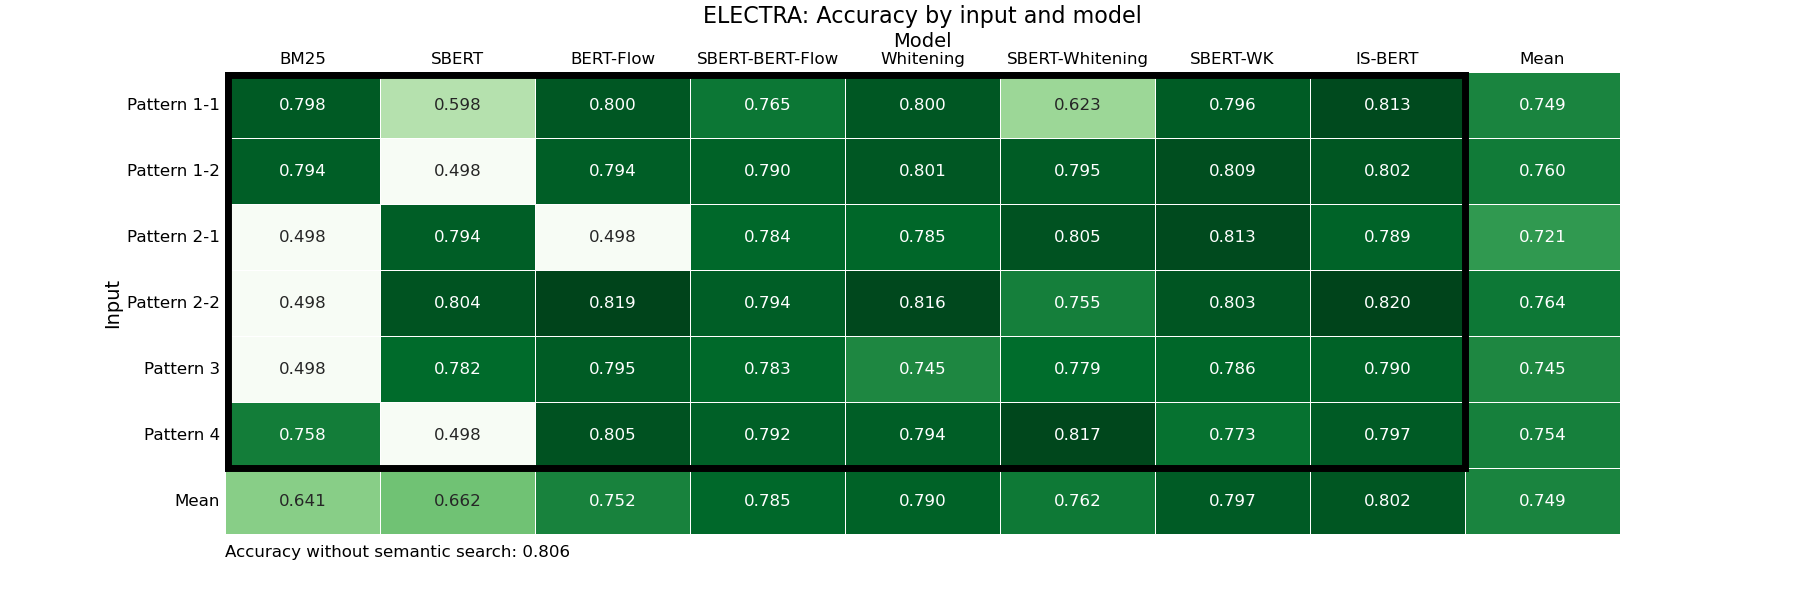 ELECTRA: Accuracy by input and model
Model
BM25 SBERT BERT-Flow SBERT-BERT-Flow Whitening SBERT-Whitening SBERT-WK IS-BERT Mean
Pattern 1-1 0.798 0.598 0.800 0.765 0.800 0.623 0.796 0.813 0.749
Pattern 1-2 0.794 0.498 0.794 0.790 0.801 0.795 0.809 0.802 0.760
Pattern 2-1 0.498 0.794 0.498 0.784 0.785 0.805 0.813 0.789 0.721
Input
Pattern 2-2 0.498 0.804 0.819 0.794 0.816 0.755 0.803 0.820 0.764
Pattern 3 0.498 0.782 0.795 0.783 0.745 0.779 0.786 0.790 0.745
Pattern 4 0.758 0.498 0.805 0.792 0.794 0.817 0.773 0.797 0.754
Mean 0.641 0.662 0.752 0.785 0.790 0.762 0.797 0.802 0.749
Accuracy without semantic search: 0.806